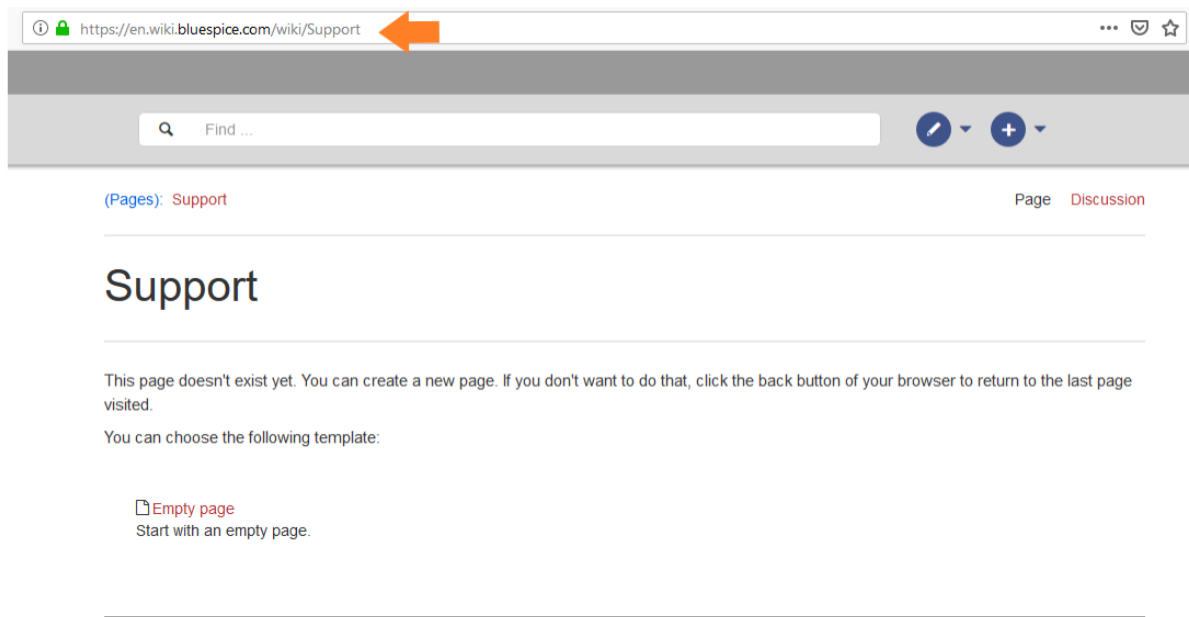 https://en.wiki.bluespice.com/wiki/Support
Find ...
(Pages): Support
Page Discussion
Support
This page doesn't exist yet. You can create a new page. If you don't want to do that, click the back button of your browser to return to the last page
visited.
You can choose the following template:
Empty page
Start with an empty page.